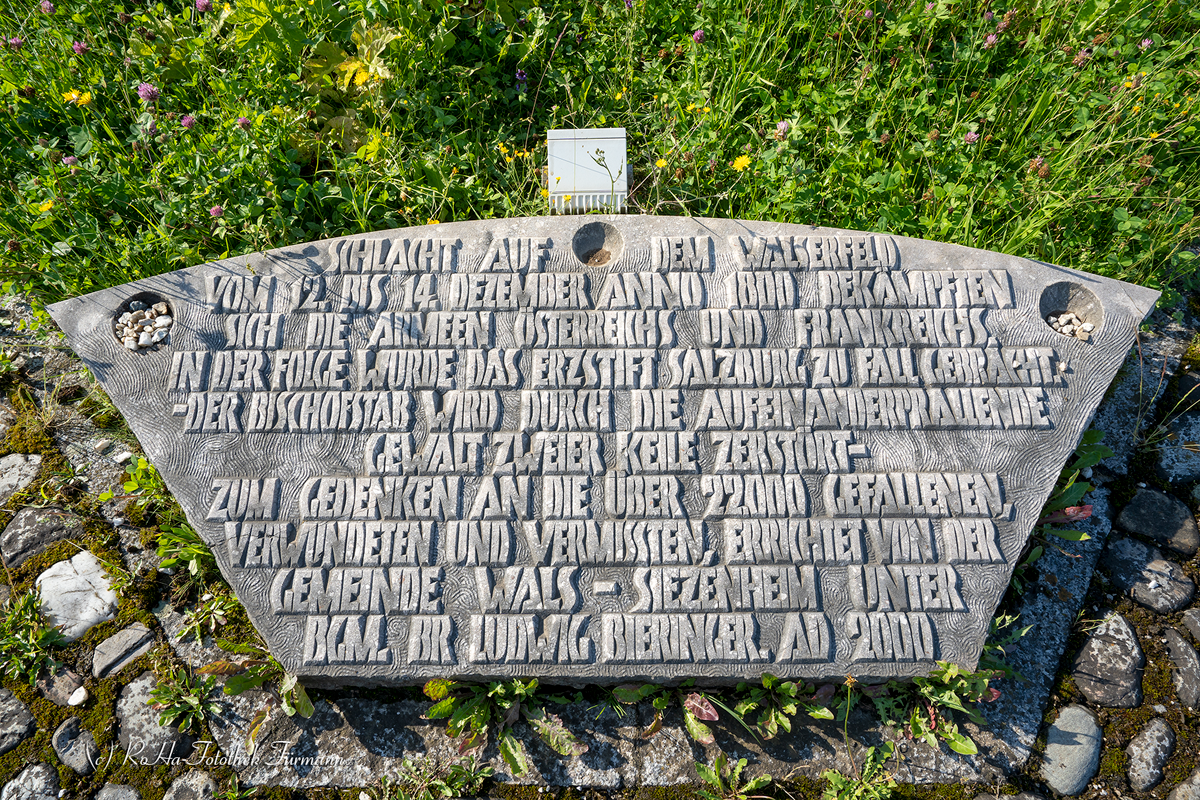 SCHLACHT AUF DEM WALSERFELD
VOM 12. BIS 14. DEZEMBER ANNO 1800 BEKÄMPFTEN
SICH DIE ARMEEN ÖSTERREICHS UND FRANKREICHS.
IN DER FOLGE WURDE DAS ERZSTIFT SALZBURG ZU FALL GEBRACHT
-DER BISCHOFSTAB WIRD DURCH DIE AUFEINANDERPRALLENDE
GEWALT ZWEIER KEILE ZERSTÖRT-
ZUM GEDENKEN AN DIE ÜBER 22000 GEFALLENEN,
VERWUNDETEN UND VERMISSTEN, ERRICHTET VON DER
GEMEINDE WALS - SIEZENHEIM UNTER
BGM. BR LUDWIG BIERINGER. AD 2000
(c) RuHa-Fotothek Furmann